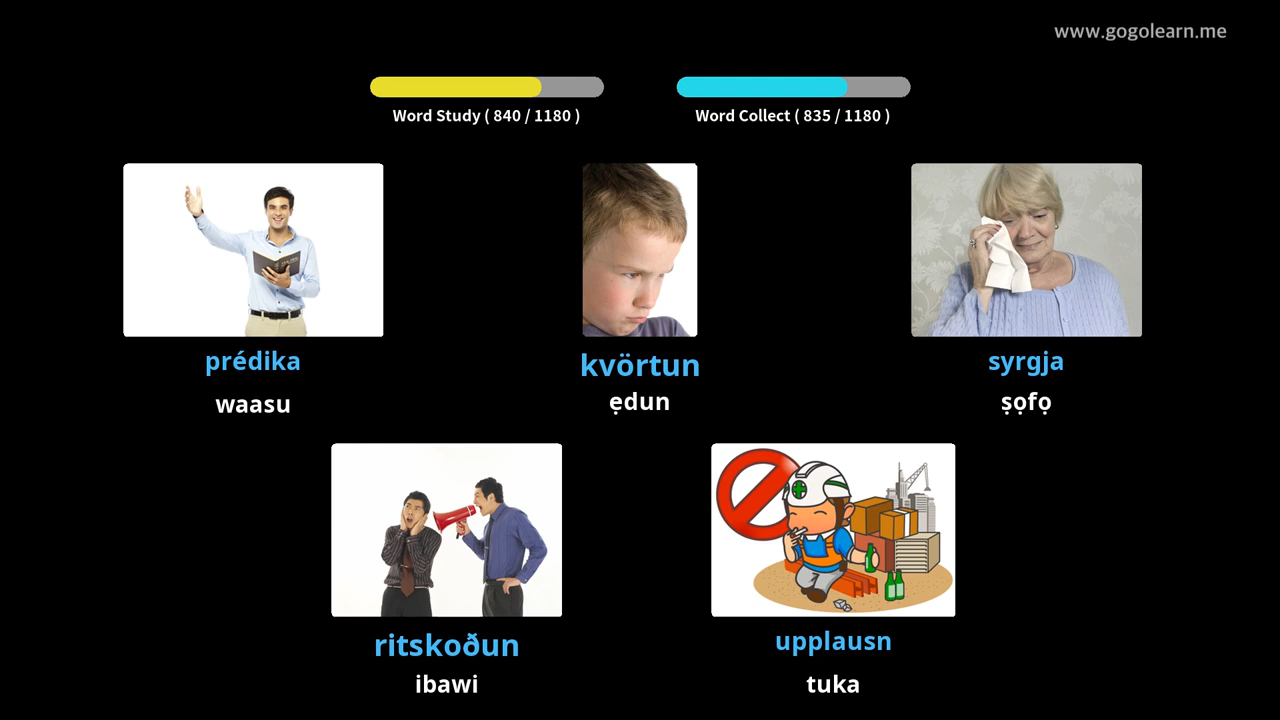 www.gogolearn.me
Word Study ( 840 / 1180 )
Word Collect ( 835 / 1180 )
prédika
kvörtun
syrgja
waasu
ẹdun
ṣọfọ
ritskoðun
upplausn
ibawi
tuka